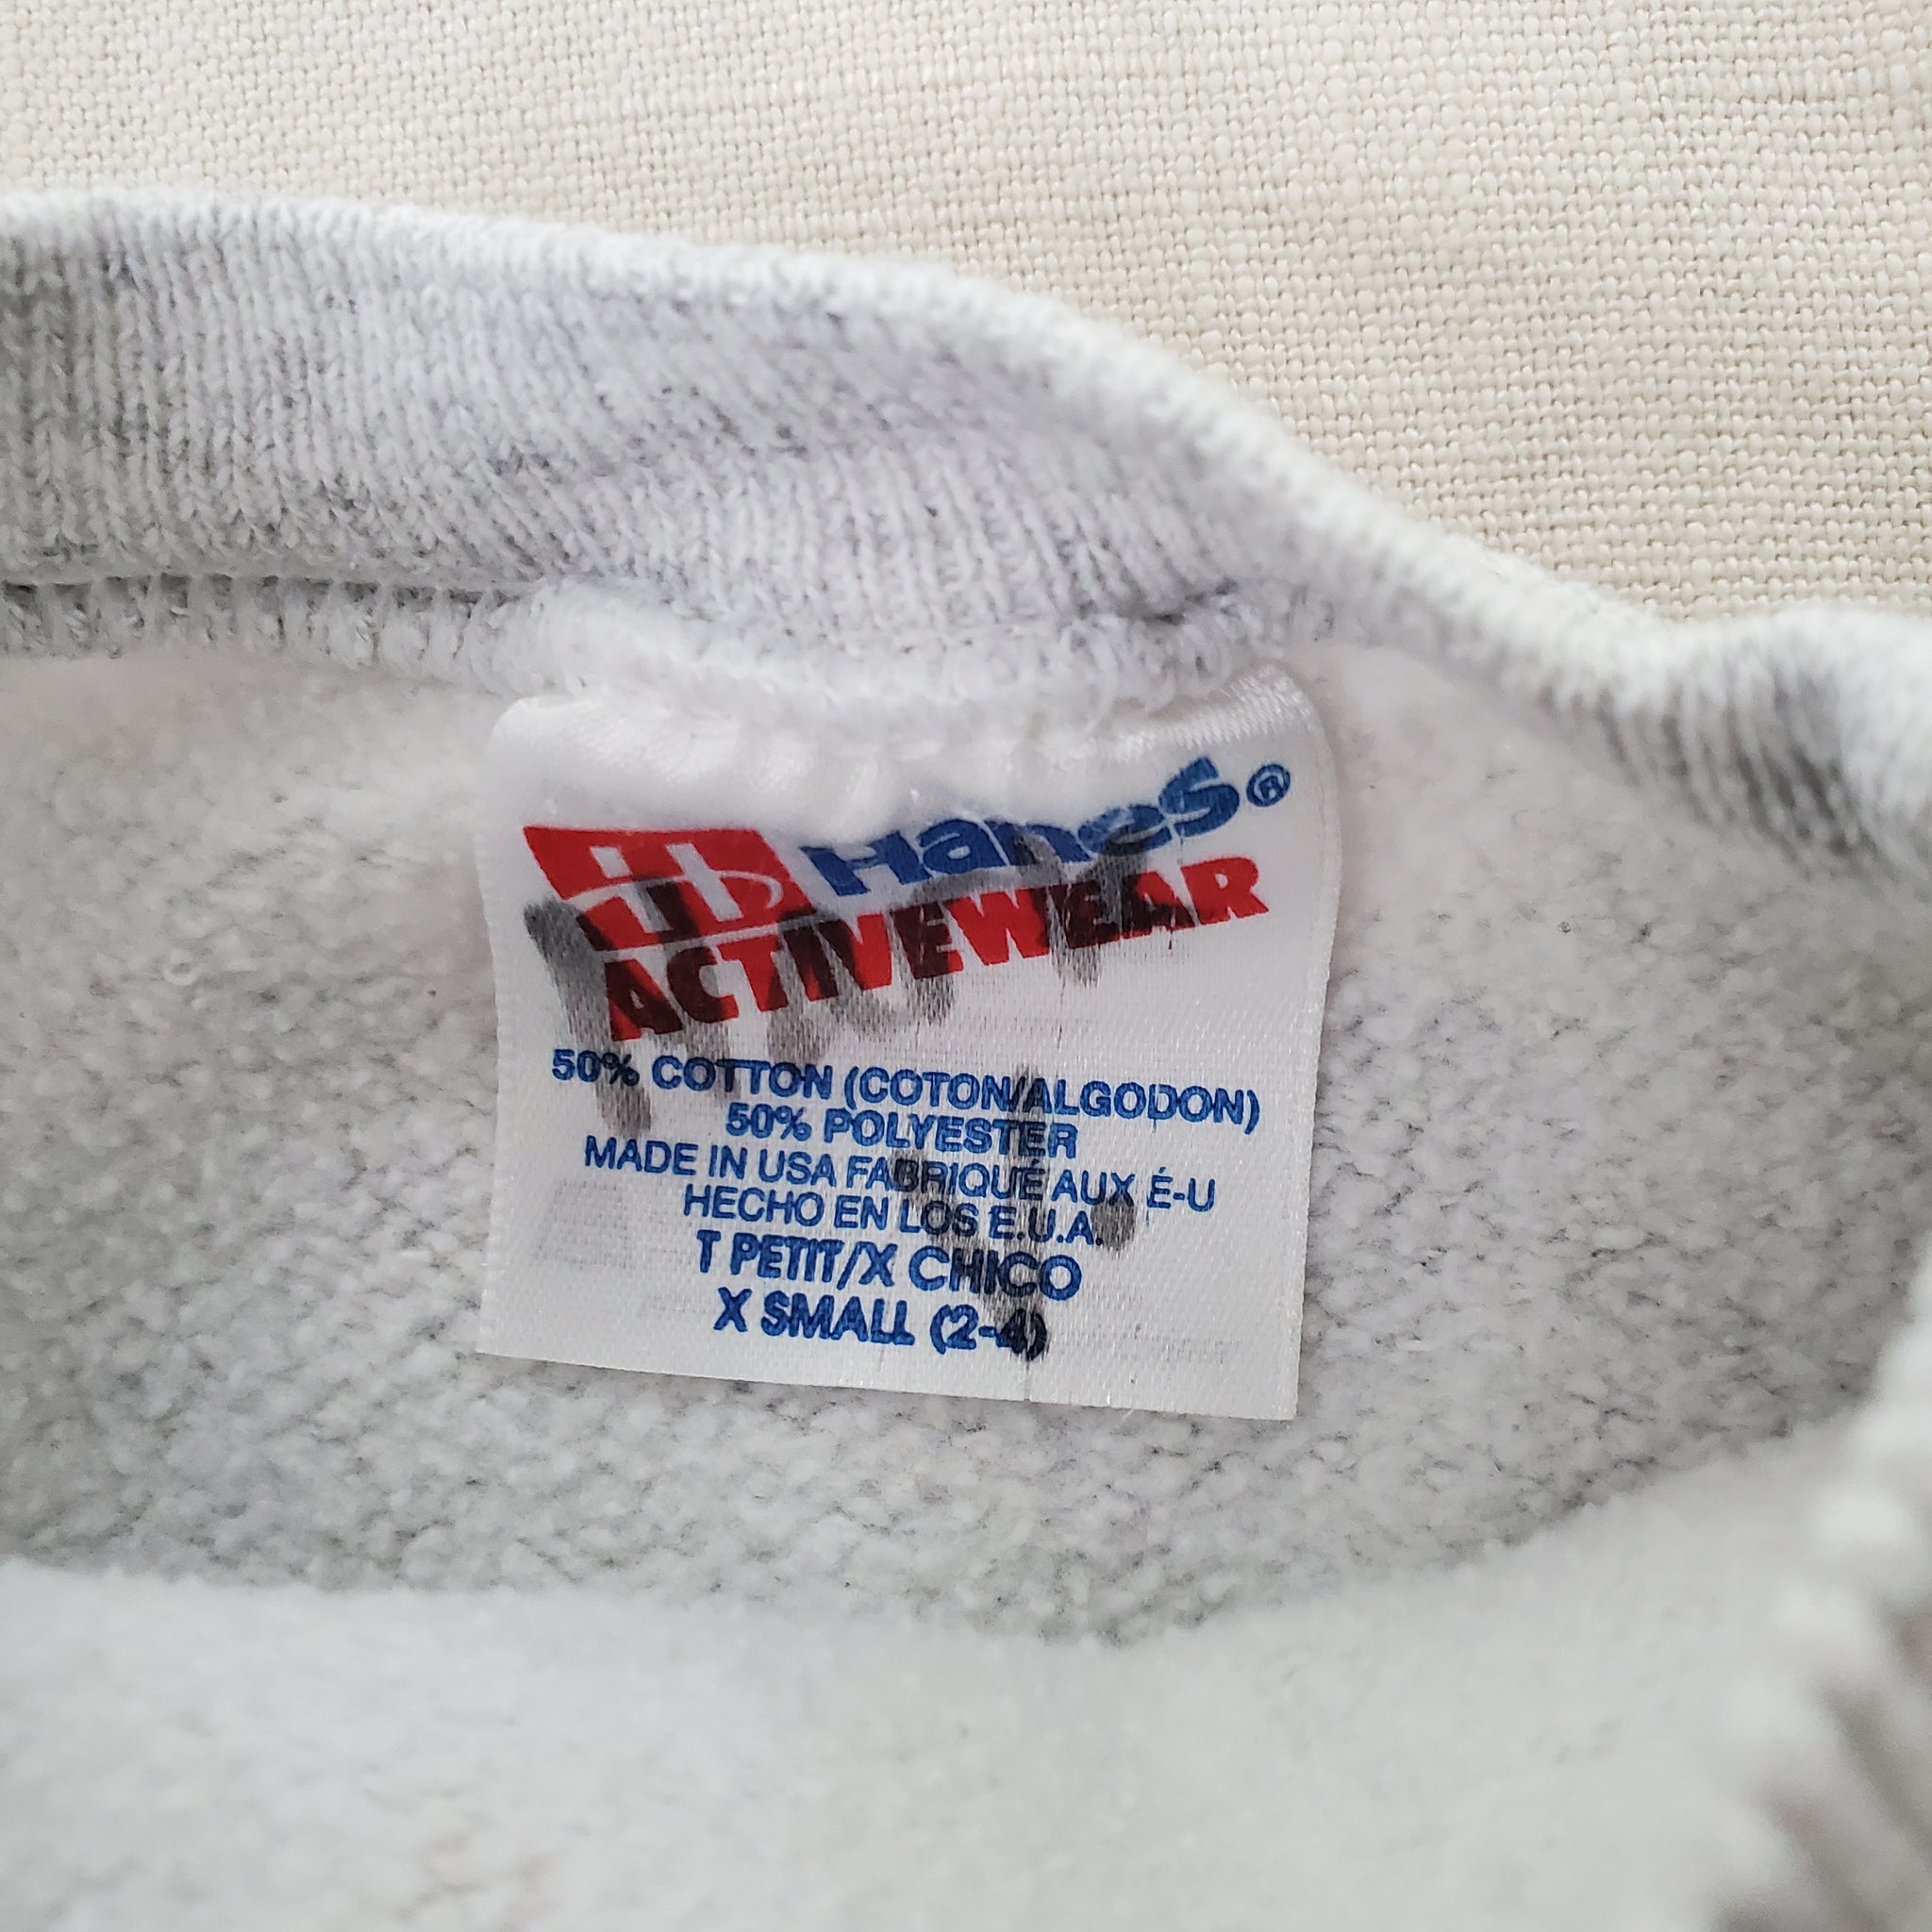 Hanes®
ACTIVEWEAR
50% COTTON (COTON/ALGODON)
50% POLYESTER
MADE IN USA FABRIQUÉ AUX É-U
HECHO EN LOS E.U.A.
T PETIT/X CHICO
X SMALL (2-4)